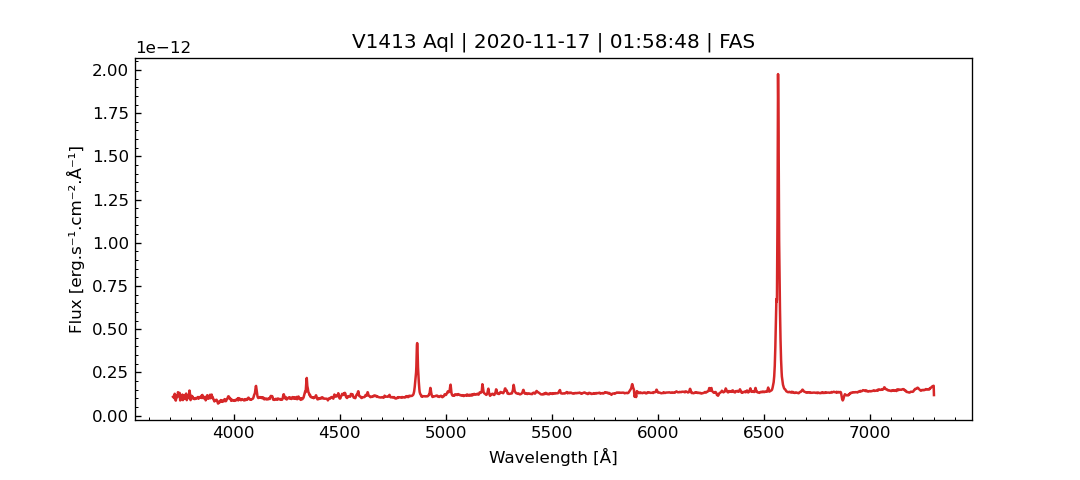 V1413 Aql | 2020-11-17 | 01:58:48 | FAS
1e−12
2.00
1.75
1.50
1.25
1.00
0.75
0.50
0.25
0.00
Flux [erg.s⁻¹.cm⁻².Å⁻¹]
4000 4500 5000 5500 6000 6500 7000
Wavelength [Å]